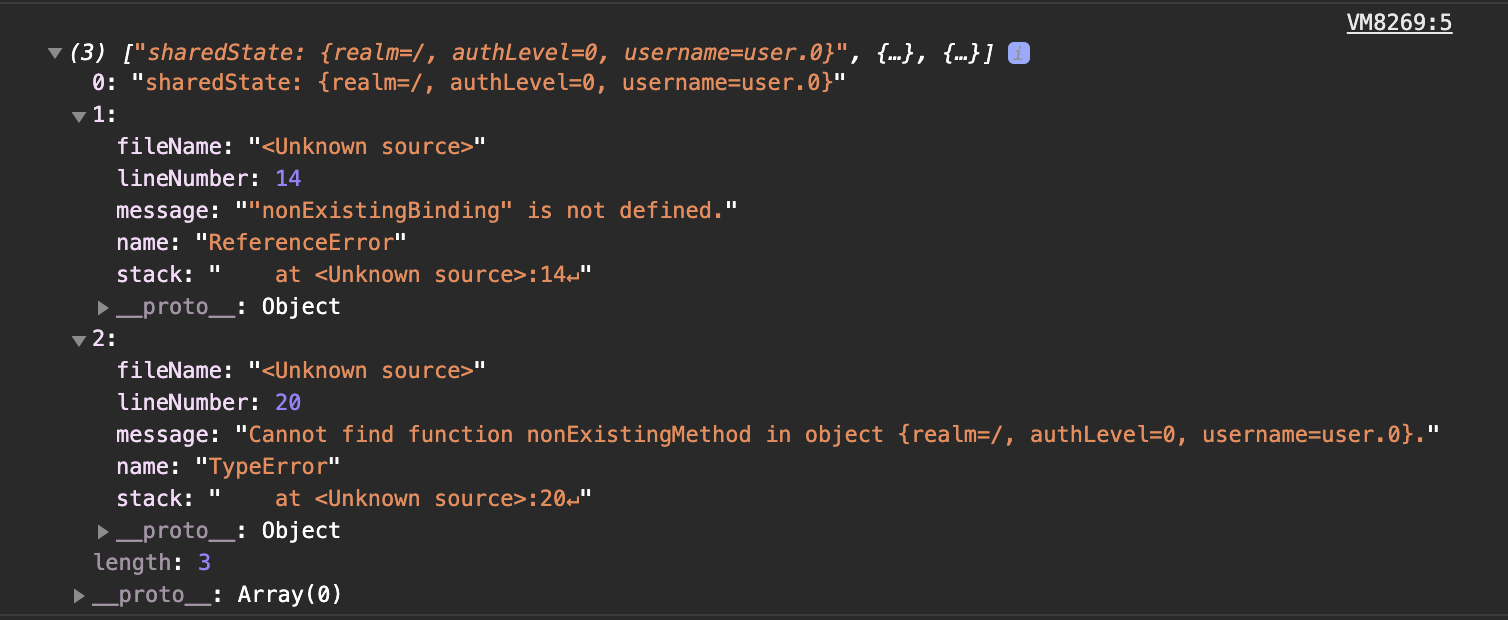 VM8269:5
▼(3) ["sharedState: {realm=/, authLevel=0, username=user.0}", {…}, {…}] i
0: "sharedState: {realm=/, authLevel=0, username=user.0}"
▼1:
fileName: "<Unknown source>"
lineNumber: 14
message: ""nonExistingBinding" is not defined."
name: "ReferenceError"
stack: "    at <Unknown source>:14↵"
▶__proto__: Object
▼2:
fileName: "<Unknown source>"
lineNumber: 20
message: "Cannot find function nonExistingMethod in object {realm=/, authLevel=0, username=user.0}."
name: "TypeError"
stack: "    at <Unknown source>:20↵"
▶__proto__: Object
length: 3
▶__proto__: Array(0)